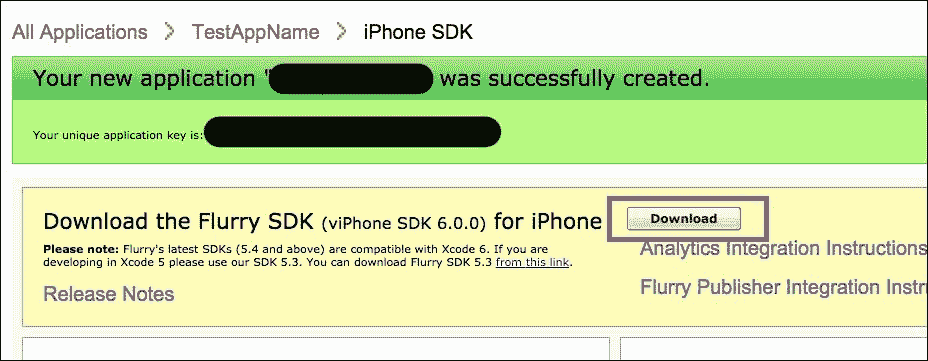 All Applications > TestAppName > iPhone SDK
Your new application " was successfully created.
Your unique application key is:
Download the Flurry SDK (viPhone SDK 6.0.0) for iPhone
Download
Please note: Flurry's latest SDKs (5.4 and above) are compatible with Xcode 6. If you are
developing in Xcode 5 please use our SDK 5.3. You can download Flurry SDK 5.3 from this link.
Release Notes
Analytics Integration Instructions
Flurry Publisher Integration Instr